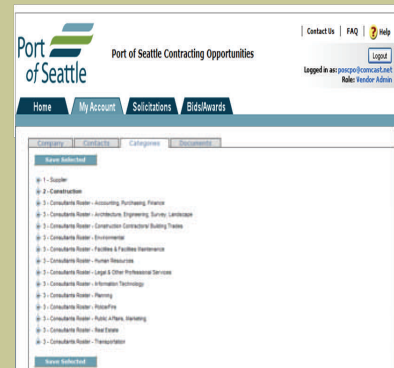 Contact Us | FAQ | ? Help
Port of Seattle
Port of Seattle Contracting Opportunities
Logout
Logged in as: poscpo@comcast.net
Role: Vendor Admin
Home My Account Solicitations Bids/Awards
Company Contacts Categories Documents
Save Selected
1 - Supplier
2 - Construction
3 - Consultants Roster - Accounting, Purchasing, Finance
3 - Consultants Roster - Architecture, Engineering, Survey, Landscape
3 - Consultants Roster - Construction Contractors/ Building Trades
3 - Consultants Roster - Environmental
3 - Consultants Roster - Facilities & Facilities Maintenance
3 - Consultants Roster - Human Resources
3 - Consultants Roster - Legal & Other Professional Services
3 - Consultants Roster - Information Technology
3 - Consultants Roster - Planning
3 - Consultants Roster - Police/Fire
3 - Consultants Roster - Public Affairs, Marketing
3 - Consultants Roster - Real Estate
3 - Consultants Roster - Transportation
Save Selected